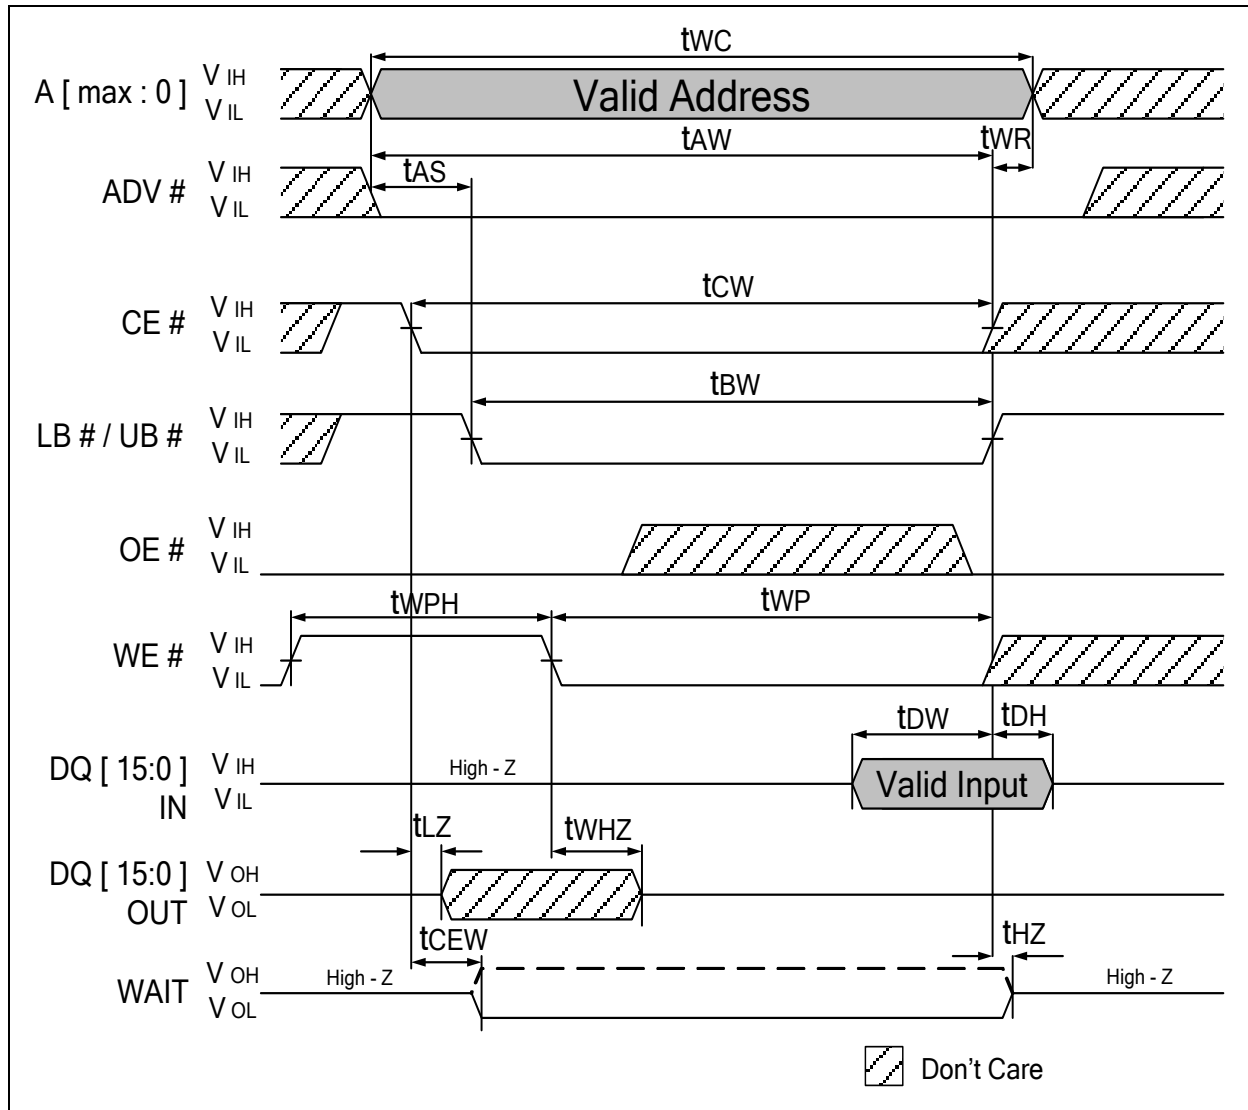 tWC
A [ max : 0 ]
V IH
V IL
Valid Address
tAW
tWR
tAS
ADV #
V IH
V IL
tCW
CE #
V IH
V IL
tBW
LB # / UB #
V IH
V IL
OE #
V IH
V IL
tWPH
tWP
WE #
V IH
V IL
tDW
tDH
DQ [ 15:0 ]
IN
V IH
V IL
High - Z
Valid Input
tLZ
tWHZ
DQ [ 15:0 ]
OUT
V OH
V OL
tCEW
tHZ
WAIT
V OH
V OL
High - Z
High - Z
Don't Care